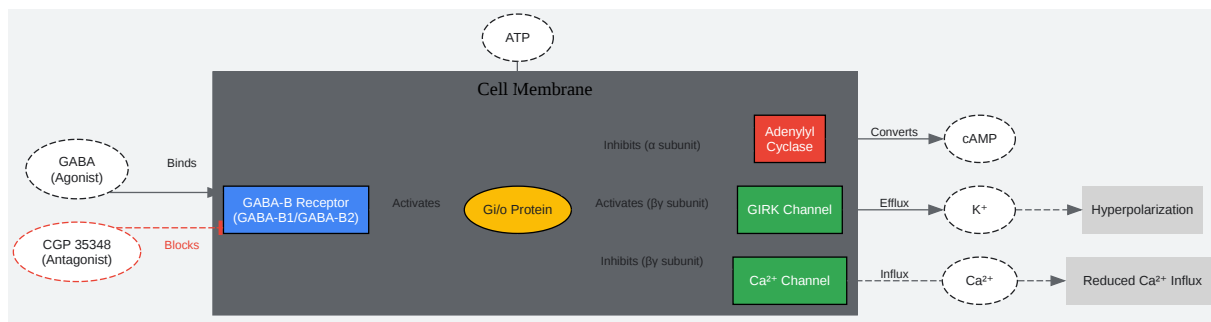 ATP
Cell Membrane
GABA
(Agonist)
Binds
CGP 35348
(Antagonist)
Blocks
GABA-B Receptor
(GABA-B1/GABA-B2)
Activates
Gi/o Protein
Inhibits (α subunit)
Activates (βγ subunit)
Inhibits (βγ subunit)
Adenylyl
Cyclase
Converts
cAMP
GIRK Channel
Efflux
K⁺
Hyperpolarization
Ca²⁺ Channel
Influx
Ca²⁺
Reduced Ca²⁺ Influx